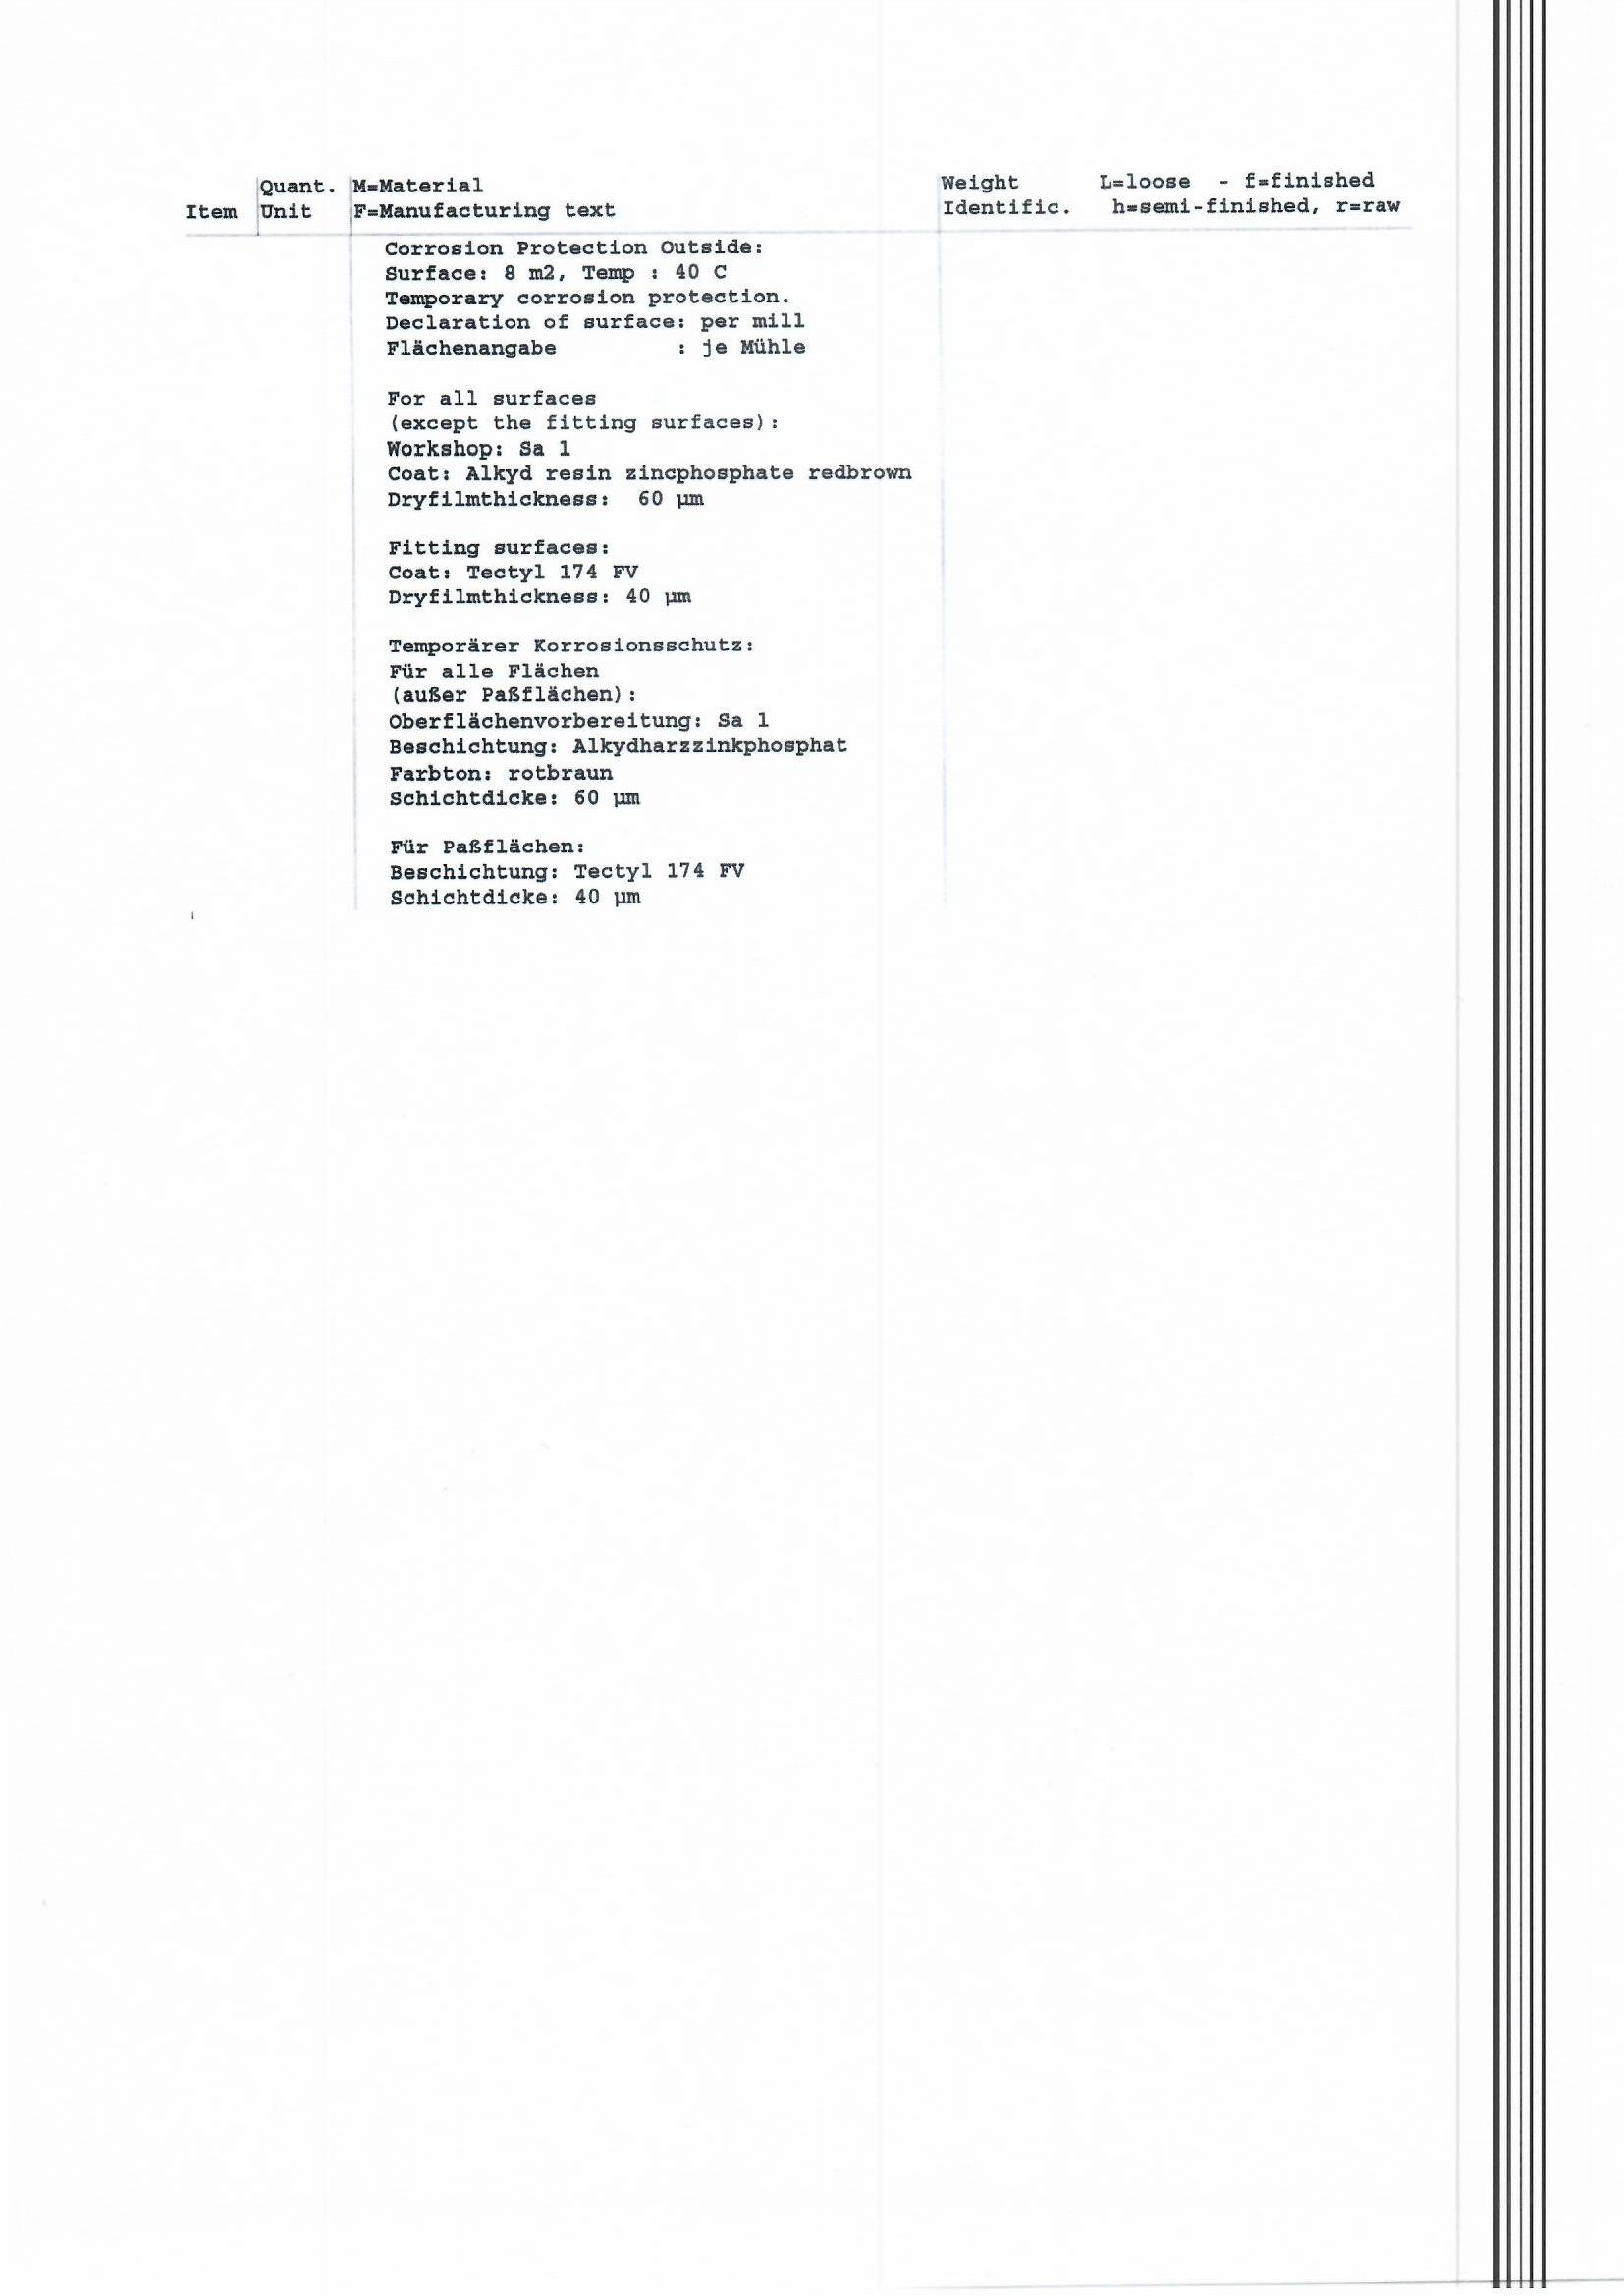 Quant. M=Material Weight L=loose - f=finished
Item Unit F=Manufacturing text Identific. h=semi-finished, r=raw
Corrosion Protection Outside:
Surface: 8 m2, Temp : 40 C
Temporary corrosion protection.
Declaration of surface: per mill
Flächenangabe : je Mühle
For all surfaces
(except the fitting surfaces):
Workshop: Sa 1
Coat: Alkyd resin zincphosphate redbrown
Dryfilmthickness: 60 µm
Fitting surfaces:
Coat: Tectyl 174 FV
Dryfilmthickness: 40 µm
Temporärer Korrosionsschutz:
Für alle Flächen
(außer Paßflächen):
Oberflächenvorbereitung: Sa 1
Beschichtung: Alkydharzzinkphosphat
Farbton: rotbraun
Schichtdicke: 60 µm
Für Paßflächen:
Beschichtung: Tectyl 174 FV
Schichtdicke: 40 µm